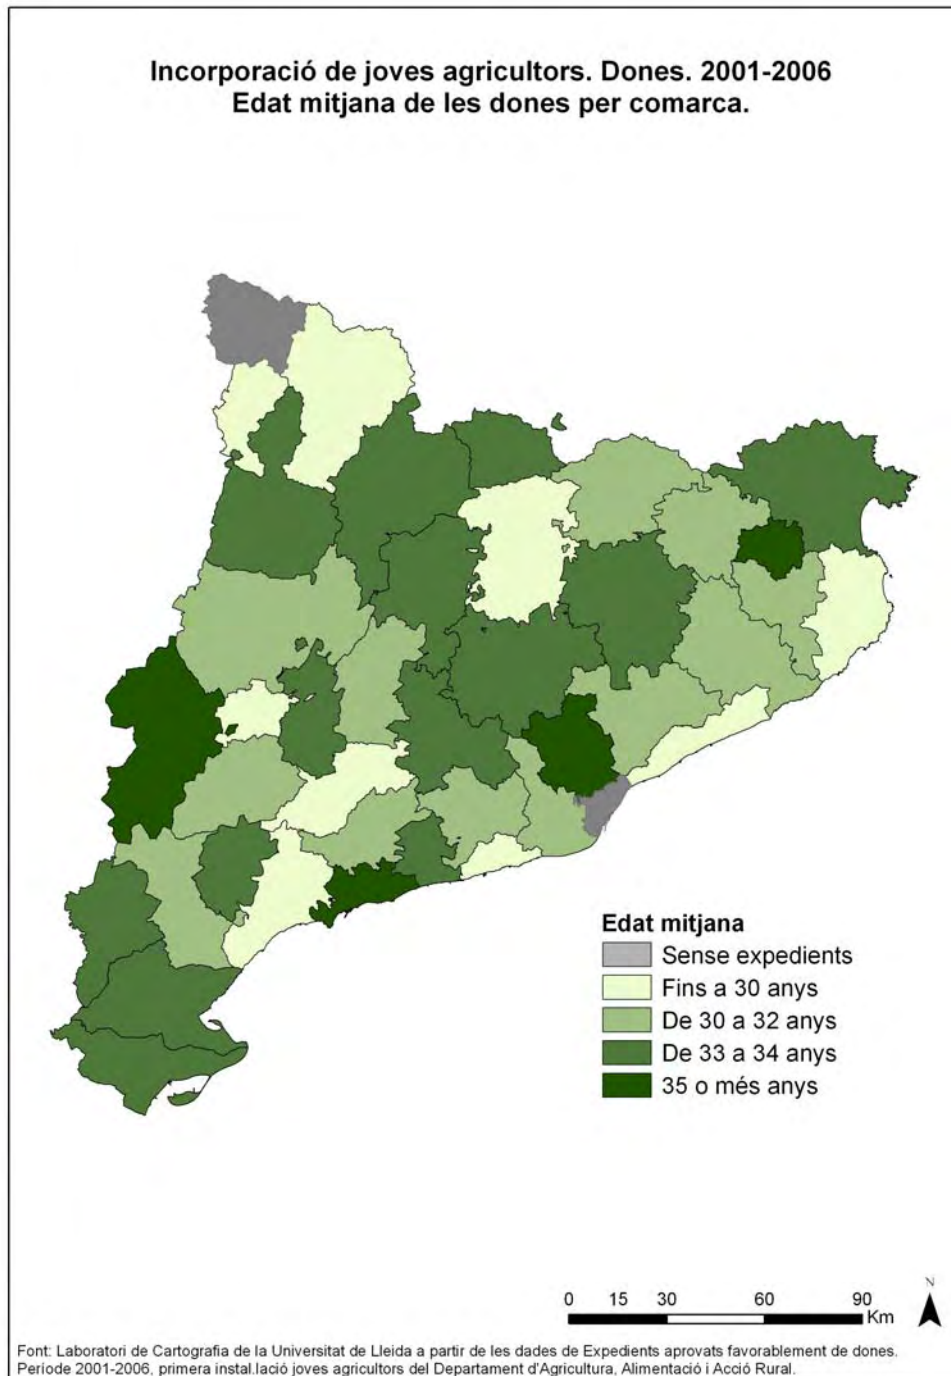 Incorporació de joves agricultors. Dones. 2001-2006
Edat mitjana de les dones per comarca.
Edat mitjana
Sense expedients
Fins a 30 anys
De 30 a 32 anys
De 33 a 34 anys
35 o més anys
N
0 15 30 60 90
Km
Font: Laboratori de Cartografia de la Universitat de Lleida a partir de les dades de Expedients aprovats favorablement de dones.
Període 2001-2006, primera instal.lació joves agricultors del Departament d'Agricultura, Alimentació i Acció Rural.